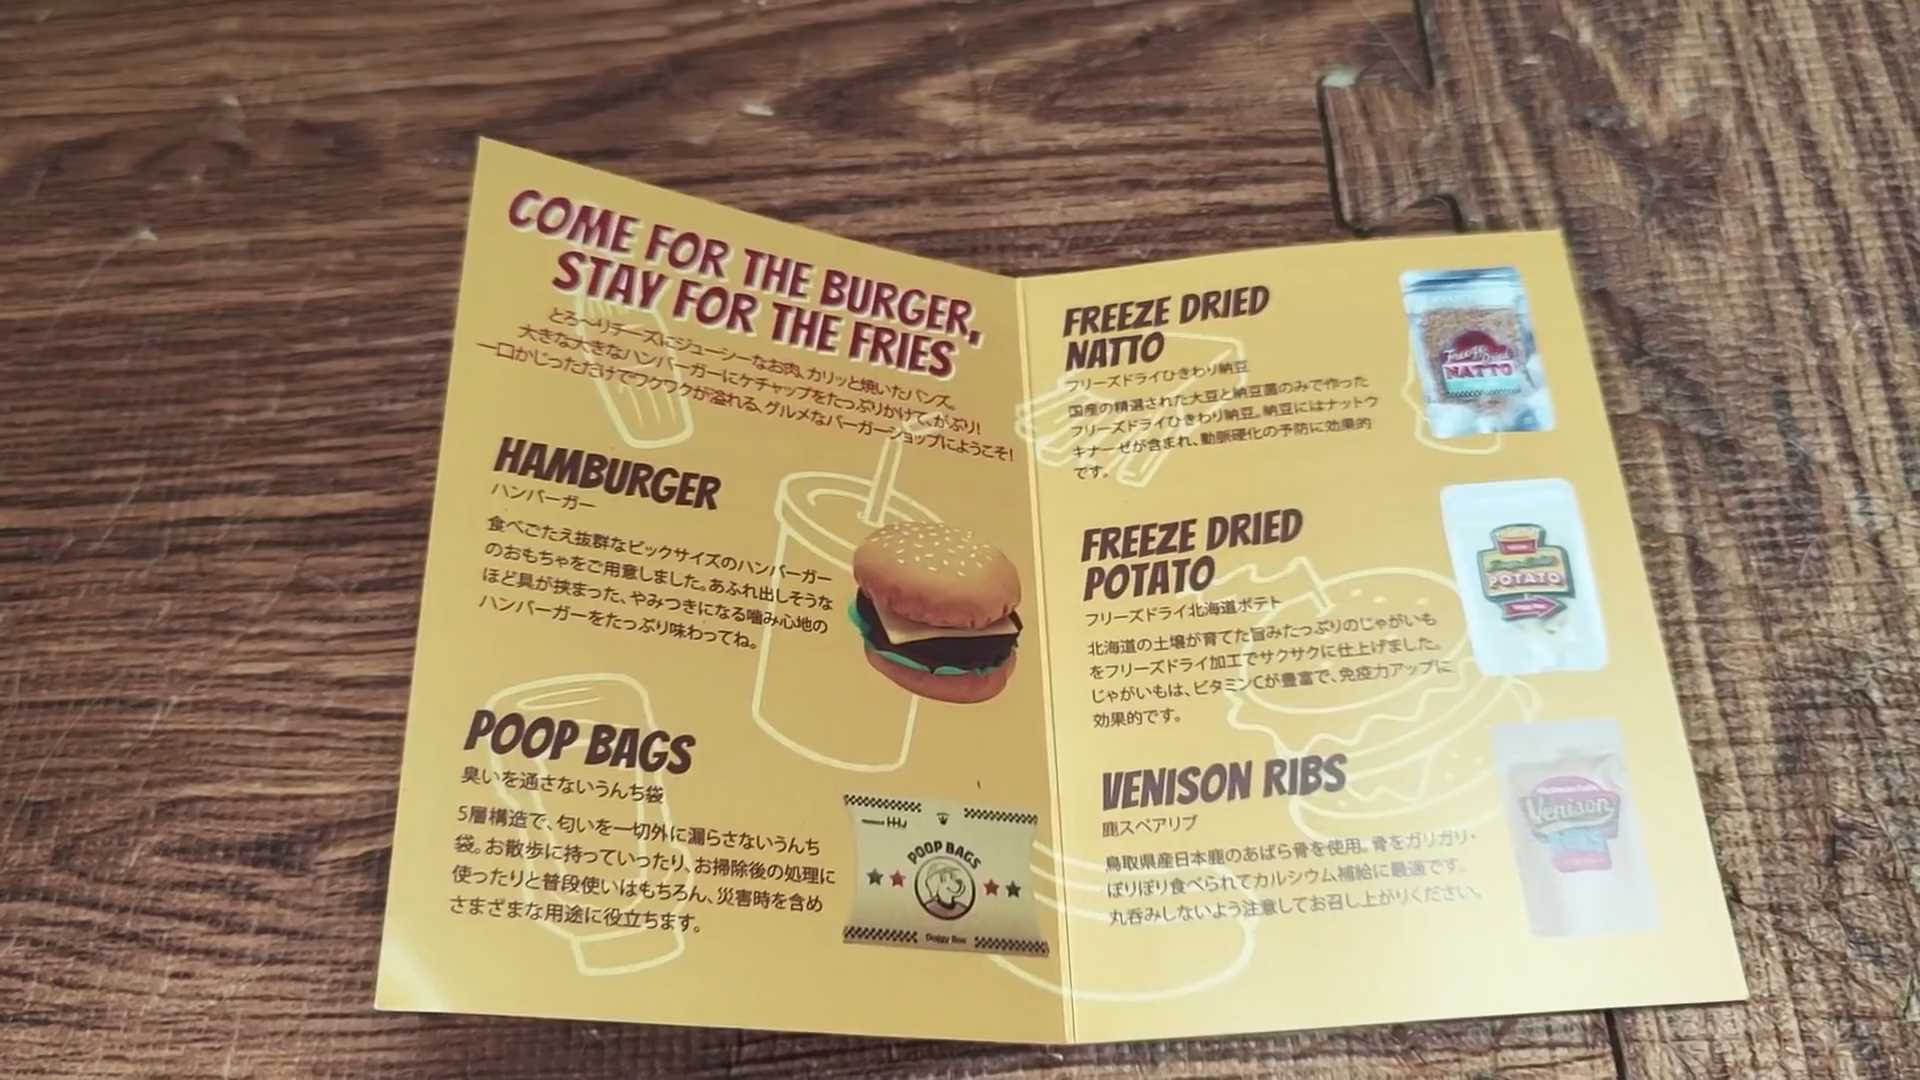 COME FOR THE BURGER,
STAY FOR THE FRIES
とろ〜りチーズにジューシーなお肉、カリッと焼いたバンズ。
大きな大きなハンバーガーにケチャップをたっぷりかけて、がぶり!
一口かじっただけでワクワクが溢れる、グルメなバーガーショップにようこそ!
HAMBURGER
ハンバーガー
食べごたえ抜群なビックサイズのハンバーガー
のおもちゃをご用意しました。あふれ出しそうな
ほど具が挟まった、やみつきになる噛み心地の
ハンバーガーをたっぷり味わってね。
POOP BAGS
臭いを通さないうんち袋
5層構造で、匂いを一切外に漏らさないうんち
袋。お散歩に持っていったり、お掃除後の処理に
使ったりと普段使いはもちろん、災害時を含め
さまざまな用途に役立ちます。
POOP BAGS
Doggy Box
FREEZE DRIED
NATTO
フリーズドライひきわり納豆
国産の精選された大豆と納豆菌のみで作った
フリーズドライひきわり納豆。納豆にはナットウ
キナーゼが含まれ、動脈硬化の予防に効果的
です。
Freeze Dried
NATTO
FREEZE DRIED
POTATO
フリーズドライ北海道ポテト
北海道の土壌が育てた旨みたっぷりのじゃがいも
をフリーズドライ加工でサクサクに仕上げました。
じゃがいもは、ビタミンCが豊富で、免疫力アップに
効果的です。
POTATO
VENISON RIBS
鹿スペアリブ
鳥取県産日本鹿のあばら骨を使用。骨をガリガリ・
ぼりぼり食べられてカルシウム補給に最適です。
丸呑みしないよう注意してお召し上がりください。
Venison